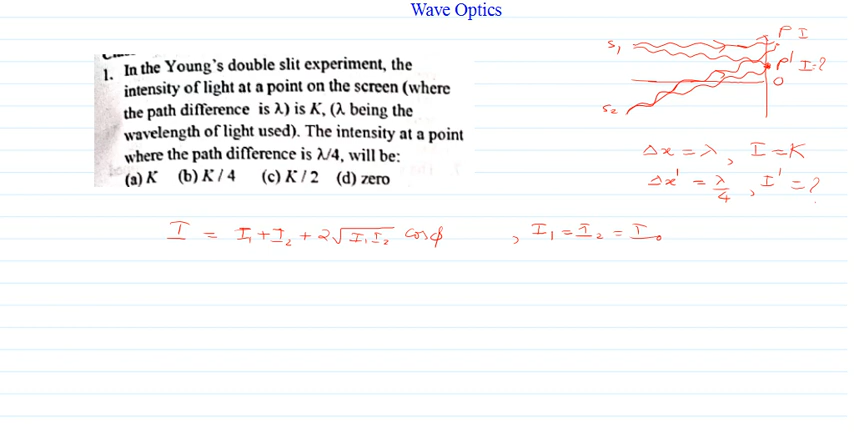 Wave Optics
1. In the Young's double slit experiment, the
intensity of light at a point on the screen (where
the path difference is λ) is K, (λ being the
wavelength of light used). The intensity at a point
where the path difference is λ/4, will be:
(a) K (b) K / 4 (c) K / 2 (d) zero
S₁ P I
P' I=?
O
S₂
Δx = λ, I = K
Δx' = λ/4, I' = ?
I = I₁ + I₂ + 2√I₁I₂ cosϕ , I₁ = I₂ = I₀